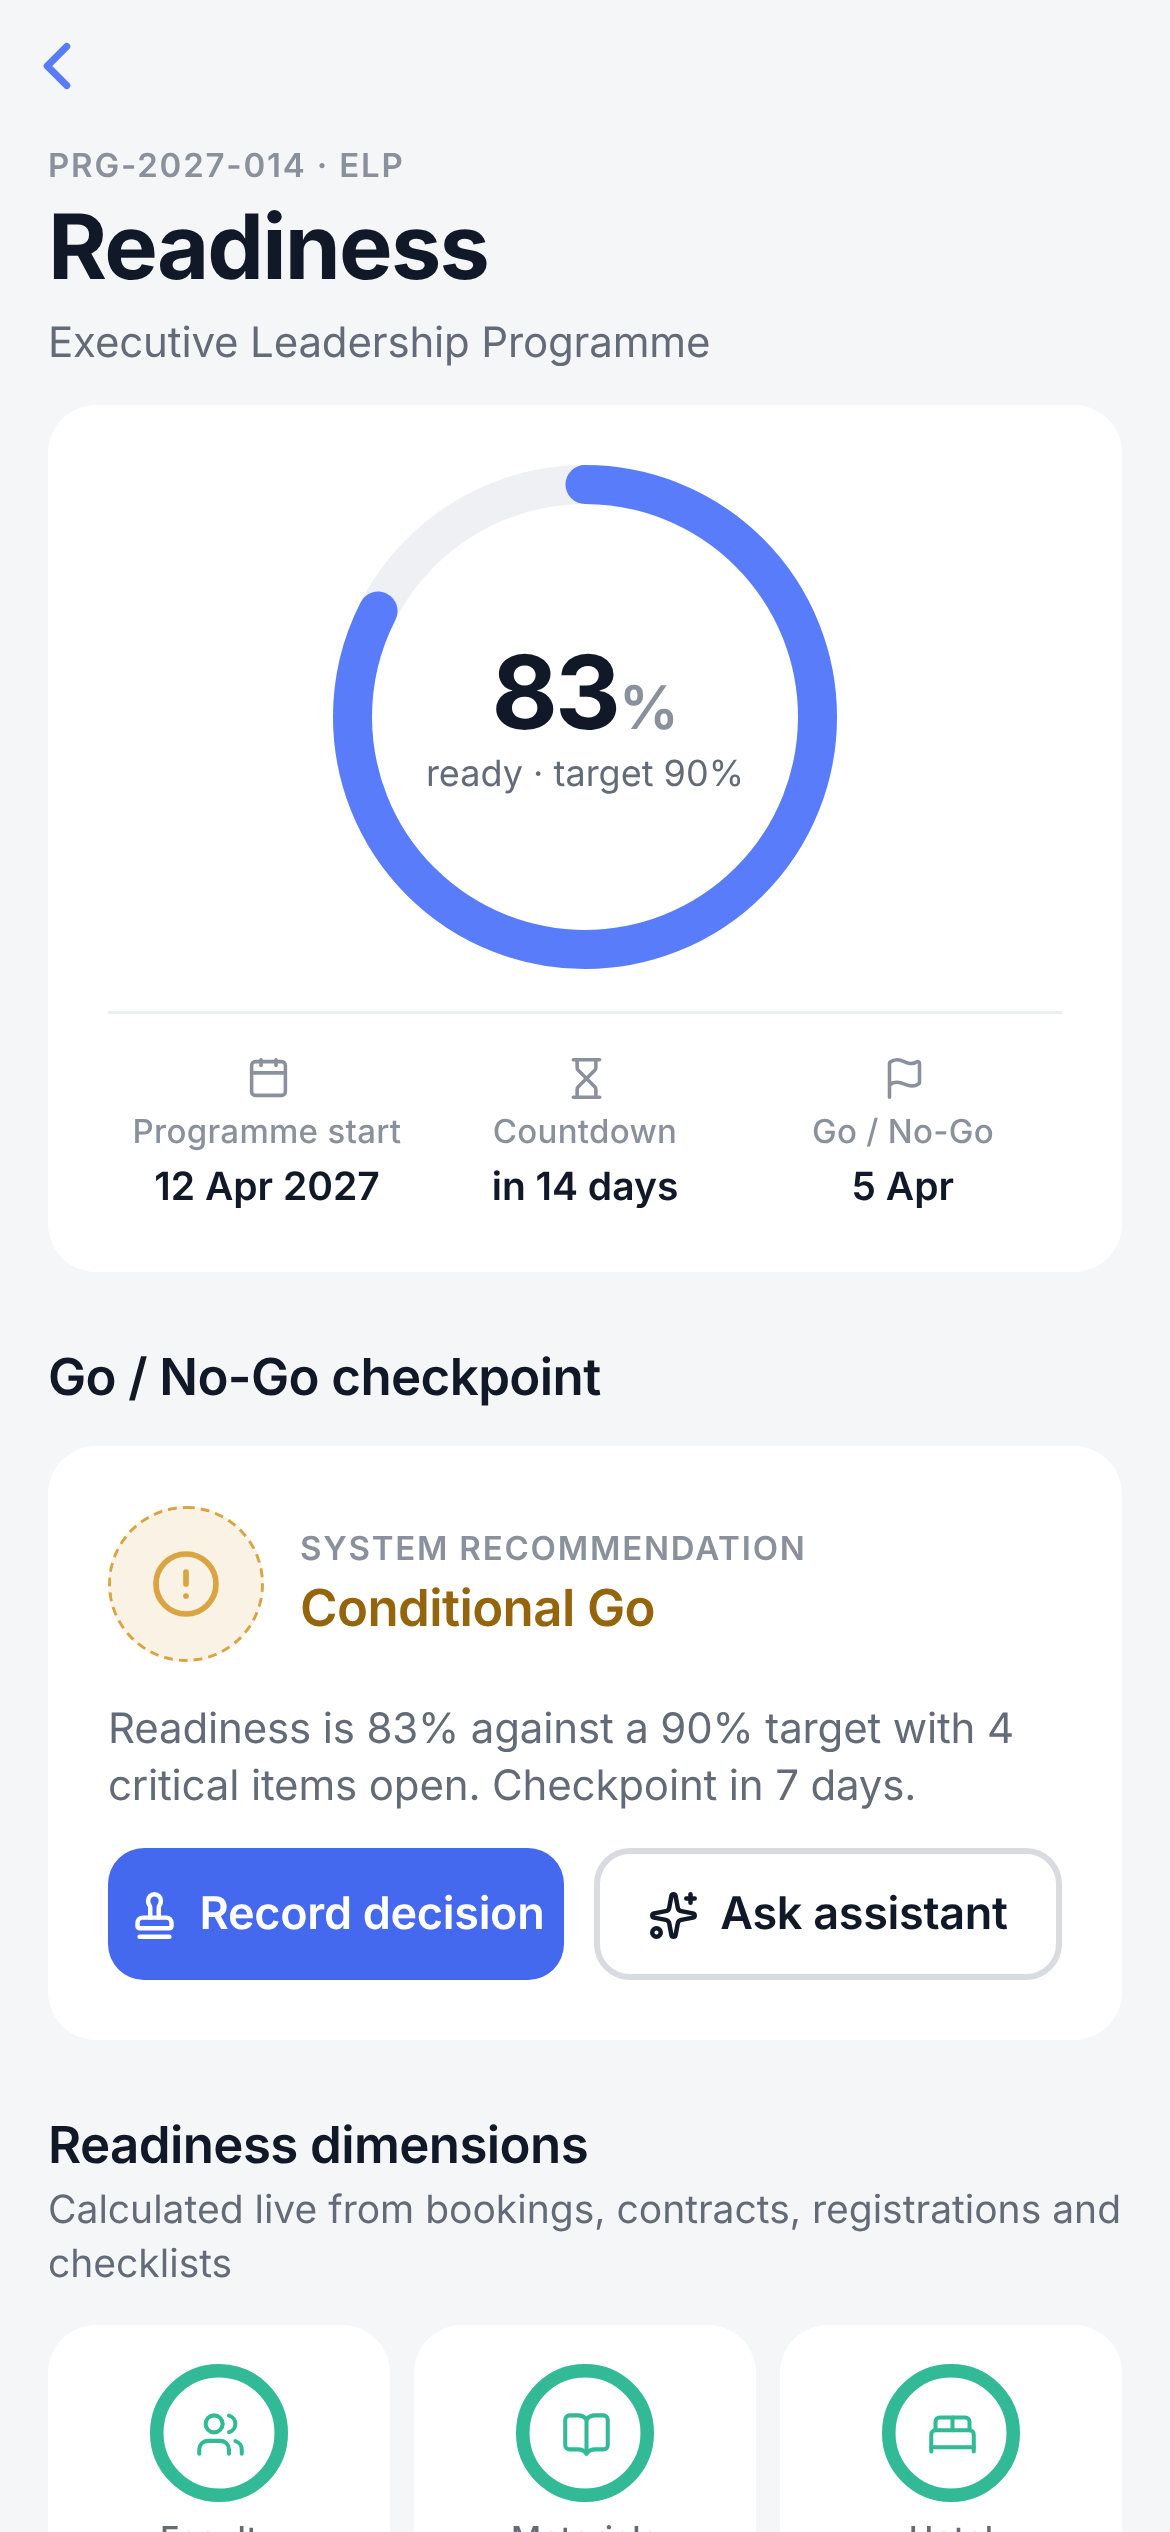 PRG-2027-014 · ELP
Readiness
Executive Leadership Programme
83%
ready · target 90%
Programme start
12 Apr 2027
Countdown
in 14 days
Go / No-Go
5 Apr
Go / No-Go checkpoint
SYSTEM RECOMMENDATION
Conditional Go
Readiness is 83% against a 90% target with 4
critical items open. Checkpoint in 7 days.
Record decision
Ask assistant
Readiness dimensions
Calculated live from bookings, contracts, registrations and
checklists